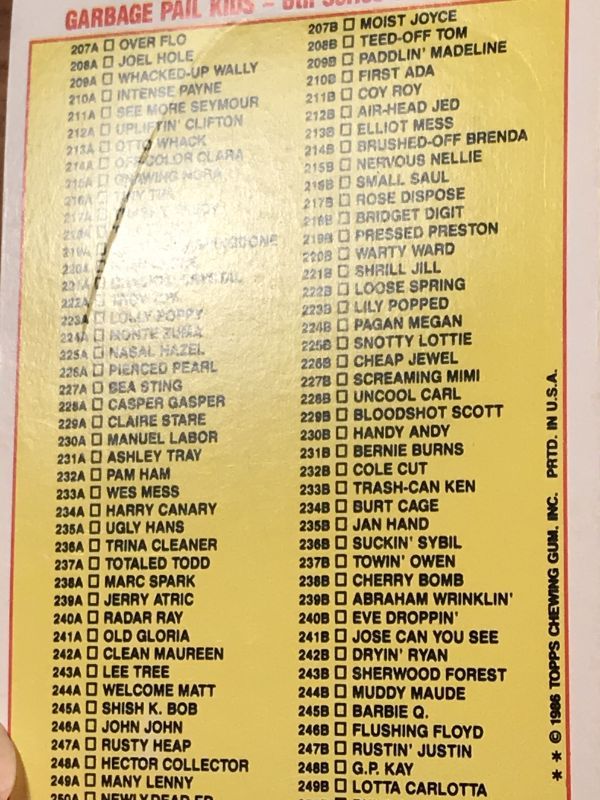 GARBAGE PAIL KIDS – 6th Series
207A ☐ OVER FLO
208A ☐ JOEL HOLE
209A ☐ WHACKED-UP WALLY
210A ☐ INTENSE PAYNE
211A ☐ SEE MORE SEYMOUR
212A ☐ UPLIFTIN' CLIFTON
213A ☐ OTTO WHACK
214A ☐ OFF COLOR CLARA
215A ☐ GNAWING NORA
216A ☐
217A ☐
219A
220A
221A CRYSTAL
222A
223A ☐ LOLLY POPPY
224A ☐ MONTE ZUMA
225A ☐ NASAL HAZEL
226A ☐ PIERCED PEARL
227A ☐ SEA STING
228A ☐ CASPER GASPER
229A ☐ CLAIRE STARE
230A ☐ MANUEL LABOR
231A ☐ ASHLEY TRAY
232A ☐ PAM HAM
233A ☐ WES MESS
234A ☐ HARRY CANARY
235A ☐ UGLY HANS
236A ☐ TRINA CLEANER
237A ☐ TOTALED TODD
238A ☐ MARC SPARK
239A ☐ JERRY ATRIC
240A ☐ RADAR RAY
241A ☐ OLD GLORIA
242A ☐ CLEAN MAUREEN
243A ☐ LEE TREE
244A ☐ WELCOME MATT
245A ☐ SHISH K. BOB
246A ☐ JOHN JOHN
247A ☐ RUSTY HEAP
248A ☐ HECTOR COLLECTOR
249A ☐ MANY LENNY
250A ☐ NEWLY DEAD ED
207B ☐ MOIST JOYCE
208B ☐ TEED-OFF TOM
209B ☐ PADDLIN' MADELINE
210B ☐ FIRST ADA
211B ☐ COY ROY
212B ☐ AIR-HEAD JED
213B ☐ ELLIOT MESS
214B ☐ BRUSHED-OFF BRENDA
215B ☐ NERVOUS NELLIE
216B ☐ SMALL SAUL
217B ☐ ROSE DISPOSE
218B ☐ BRIDGET DIGIT
219B ☐ PRESSED PRESTON
220B ☐ WARTY WARD
221B ☐ SHRILL JILL
222B ☐ LOOSE SPRING
223B ☐ LILY POPPED
224B ☐ PAGAN MEGAN
225B ☐ SNOTTY LOTTIE
226B ☐ CHEAP JEWEL
227B ☐ SCREAMING MIMI
228B ☐ UNCOOL CARL
229B ☐ BLOODSHOT SCOTT
230B ☐ HANDY ANDY
231B ☐ BERNIE BURNS
232B ☐ COLE CUT
233B ☐ TRASH-CAN KEN
234B ☐ BURT CAGE
235B ☐ JAN HAND
236B ☐ SUCKIN' SYBIL
237B ☐ TOWIN' OWEN
238B ☐ CHERRY BOMB
239B ☐ ABRAHAM WRINKLIN'
240B ☐ EVE DROPPIN'
241B ☐ JOSE CAN YOU SEE
242B ☐ DRYIN' RYAN
243B ☐ SHERWOOD FOREST
244B ☐ MUDDY MAUDE
245B ☐ BARBIE Q.
246B ☐ FLUSHING FLOYD
247B ☐ RUSTIN' JUSTIN
248B ☐ G.P. KAY
249B ☐ LOTTA CARLOTTA
* * © 1986 TOPPS CHEWING GUM, INC. PRTD. IN U.S.A.